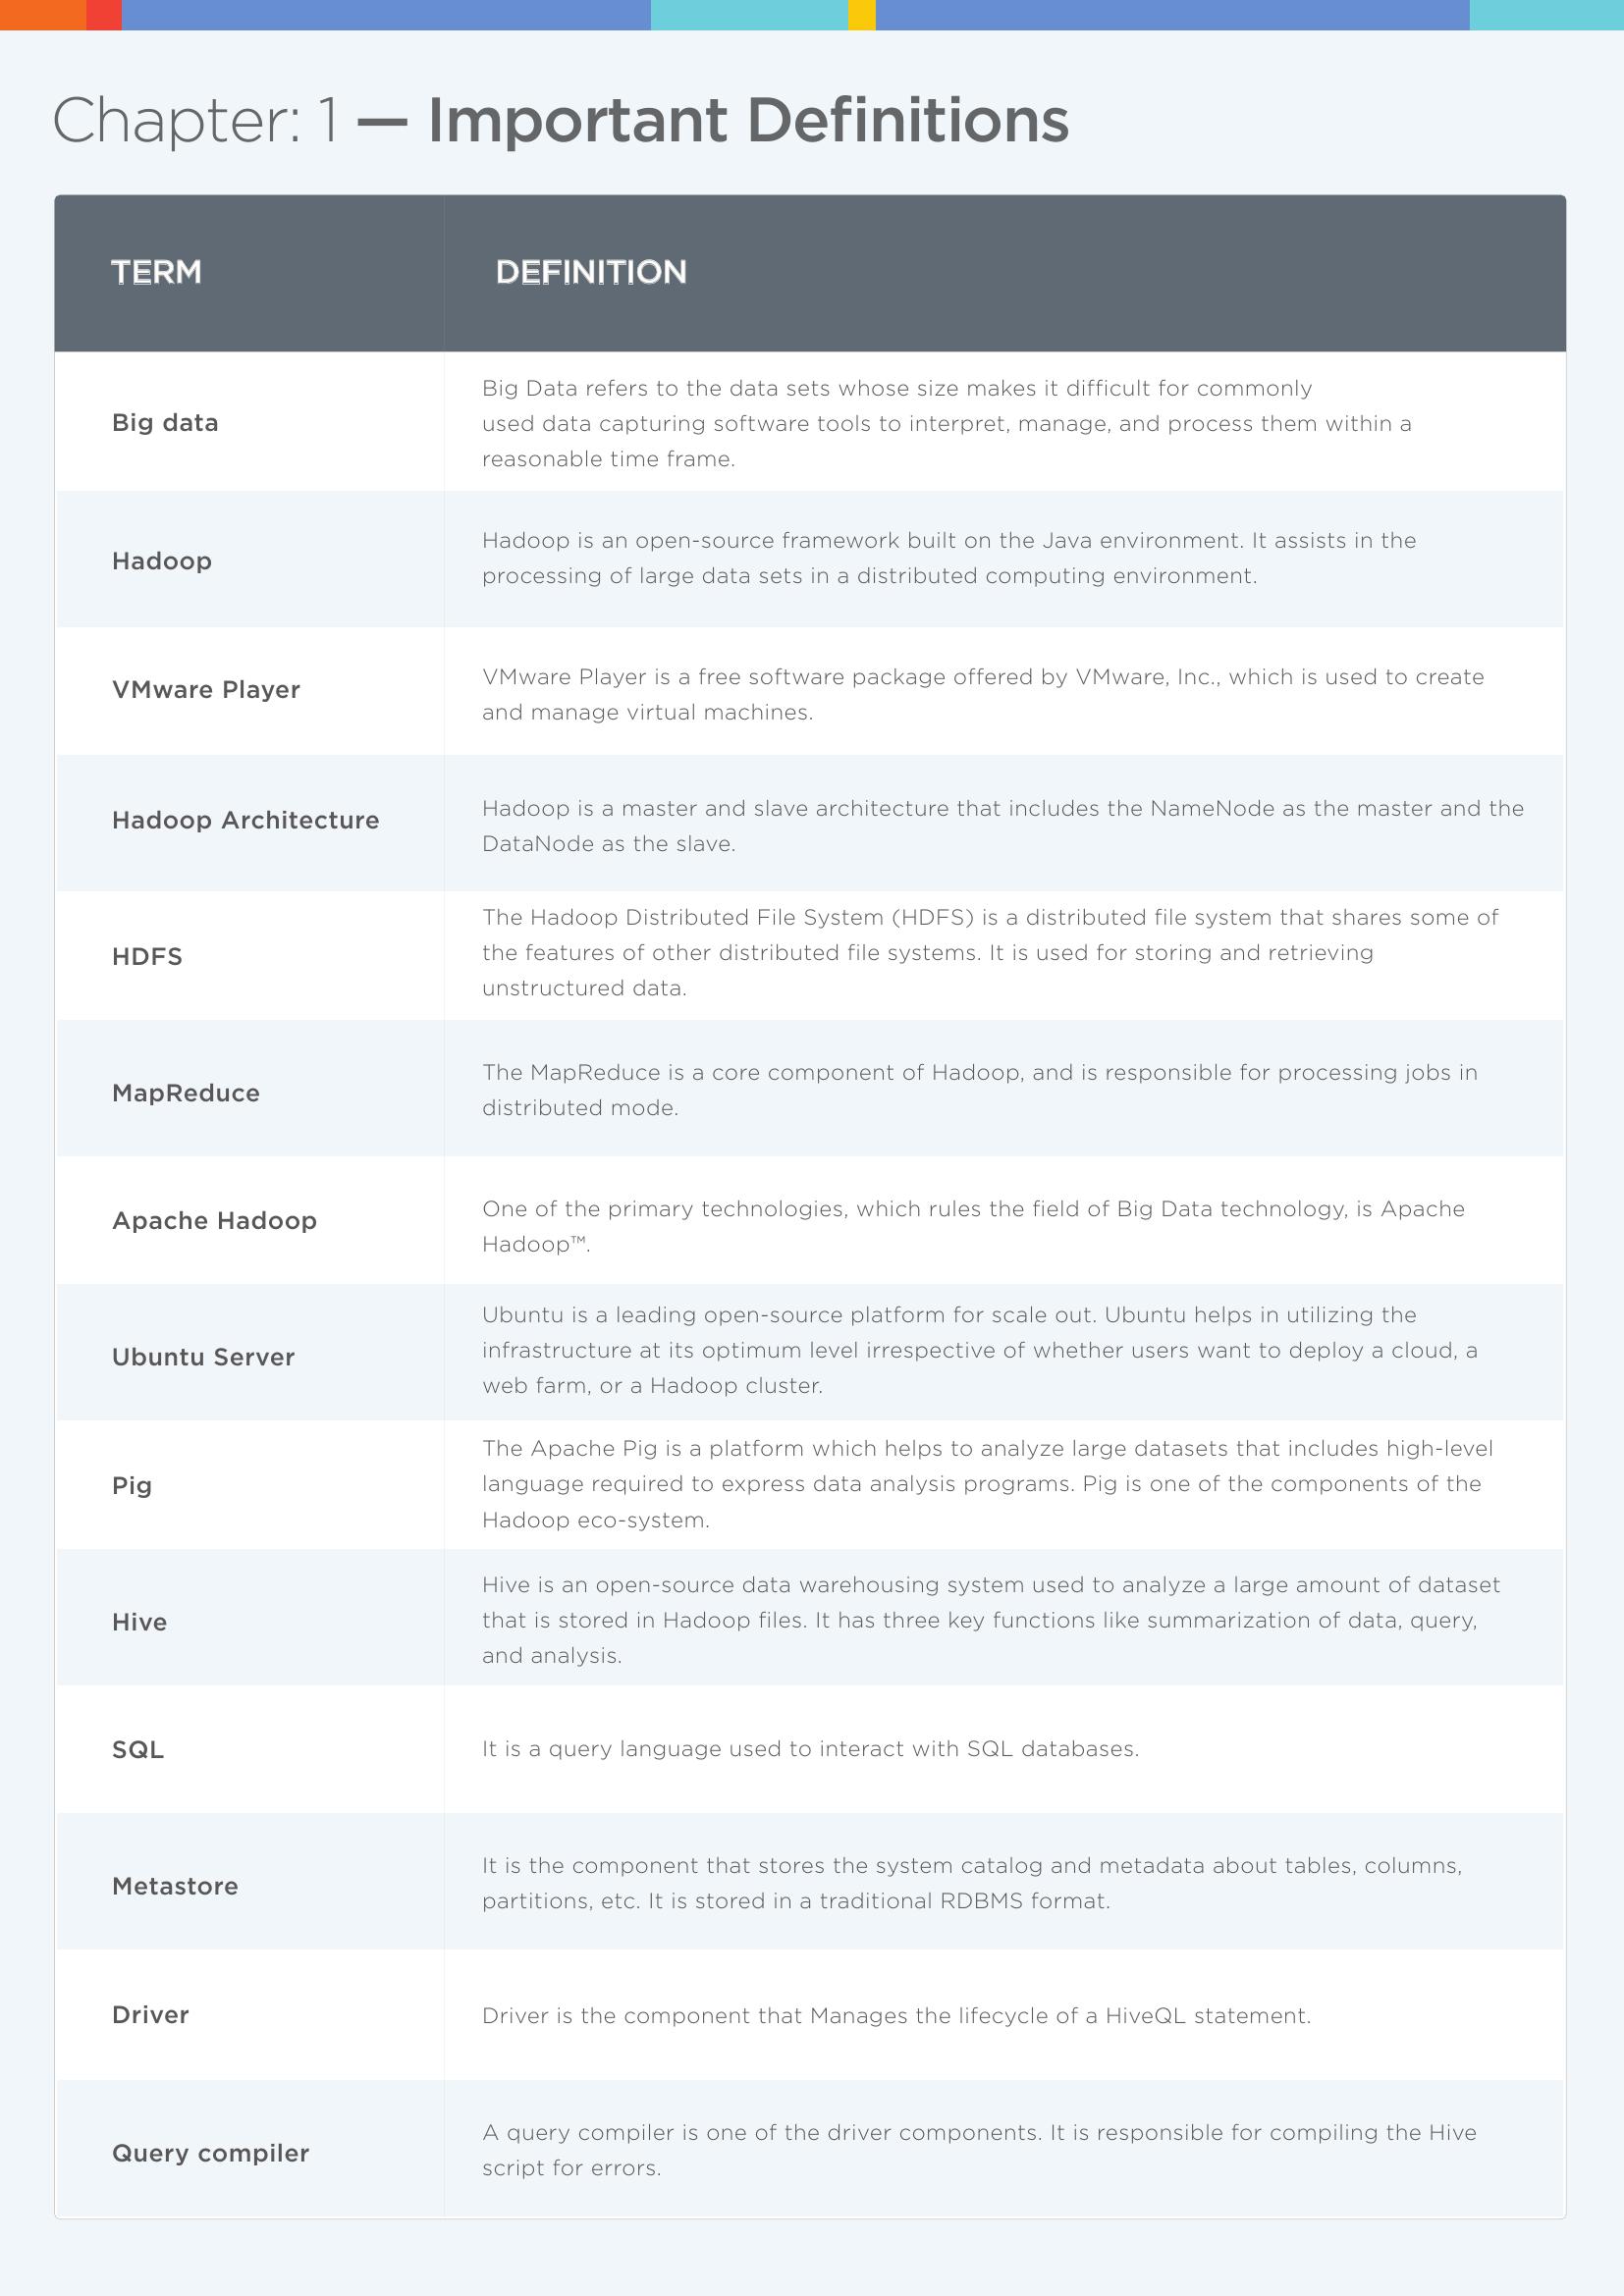 Chapter: 1 — Important Definitions
TERM
DEFINITION
Big data
Big Data refers to the data sets whose size makes it difficult for commonly
used data capturing software tools to interpret, manage, and process them within a
reasonable time frame.
Hadoop
Hadoop is an open-source framework built on the Java environment. It assists in the
processing of large data sets in a distributed computing environment.
VMware Player
VMware Player is a free software package offered by VMware, Inc., which is used to create
and manage virtual machines.
Hadoop Architecture
Hadoop is a master and slave architecture that includes the NameNode as the master and the
DataNode as the slave.
HDFS
The Hadoop Distributed File System (HDFS) is a distributed file system that shares some of
the features of other distributed file systems. It is used for storing and retrieving
unstructured data.
MapReduce
The MapReduce is a core component of Hadoop, and is responsible for processing jobs in
distributed mode.
Apache Hadoop
One of the primary technologies, which rules the field of Big Data technology, is Apache
Hadoop™.
Ubuntu Server
Ubuntu is a leading open-source platform for scale out. Ubuntu helps in utilizing the
infrastructure at its optimum level irrespective of whether users want to deploy a cloud, a
web farm, or a Hadoop cluster.
Pig
The Apache Pig is a platform which helps to analyze large datasets that includes high-level
language required to express data analysis programs. Pig is one of the components of the
Hadoop eco-system.
Hive
Hive is an open-source data warehousing system used to analyze a large amount of dataset
that is stored in Hadoop files. It has three key functions like summarization of data, query,
and analysis.
SQL
It is a query language used to interact with SQL databases.
Metastore
It is the component that stores the system catalog and metadata about tables, columns,
partitions, etc. It is stored in a traditional RDBMS format.
Driver
Driver is the component that Manages the lifecycle of a HiveQL statement.
Query compiler
A query compiler is one of the driver components. It is responsible for compiling the Hive
script for errors.